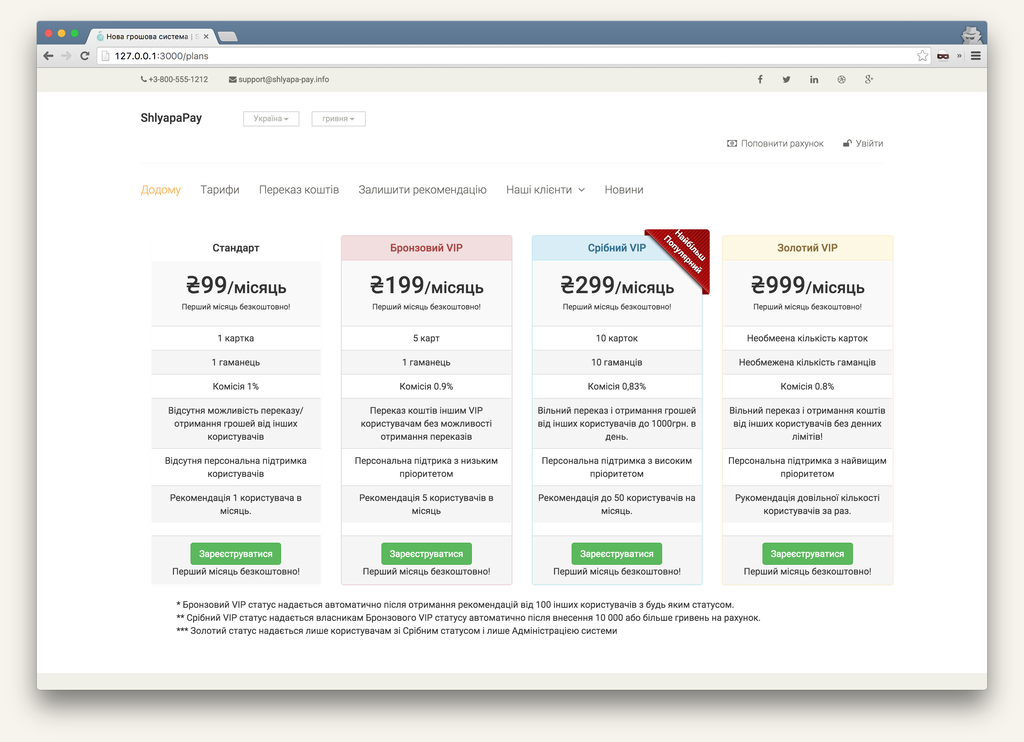 Нова грошова система |
127.0.0.1:3000/plans
+3-800-555-1212 support@shlyapa-pay.info
ShlyapaPay Україна гривня
Поповнити рахунок Увійти
Додому Тарифи Переказ коштів Залишити рекомендацію Наші клієнти Новини
Стандарт
₴99/місяць
Перший місяць безкоштовно!
1 картка
1 гаманець
Комісія 1%
Відсутня можливість переказу/
отримання грошей від інших
користувачів
Відсутня персональна підтримка
користувачів
Рекомендація 1 користувача в
місяць.
Зареєструватися
Перший місяць безкоштовно!
Бронзовий VIP
₴199/місяць
Перший місяць безкоштовно!
5 карт
1 гаманець
Комісія 0.9%
Переказ коштів іншим VIP
користувачам без можливості
отримання переказів
Персональна підтрика з низьким
пріоритетом
Рекомендація 5 користувачів в
місяць
Зареєструватися
Перший місяць безкоштовно!
Срібний VIP
Найбільш
Популярний
₴299/місяць
Перший місяць безкоштовно!
10 карток
10 гаманців
Комісія 0,83%
Вільний переказ і отримання грошей
від інших користувачів до 1000грн. в
день.
Персональна підтримка з високим
пріоритетом
Рекомендація до 50 користувачів на
місяць.
Зареєструватися
Перший місяць безкоштовно!
Золотий VIP
₴999/місяць
Перший місяць безкоштовно!
Необмеена кількість карток
Необмежена кількість гаманців
Комісія 0.8%
Вільний переказ і отримання коштів
від інших користувачів без денних
лімітів!
Персональна підтримка з найвищим
пріоритетом
Рукомендація довільної кількості
користувачів за раз.
Зареєструватися
Перший місяць безкоштовно!
* Бронзовий VIP статус надається автоматично після отримання рекомендацій від 100 інших користувачів з будь яким статусом.
** Срібний VIP статус надається власникам Бронзового VIP статусу автоматично після внесення 10 000 або більше гривень на рахунок.
*** Золотий статус надається лише користувачам зі Срібним статусом і лише Адміністрацією системи